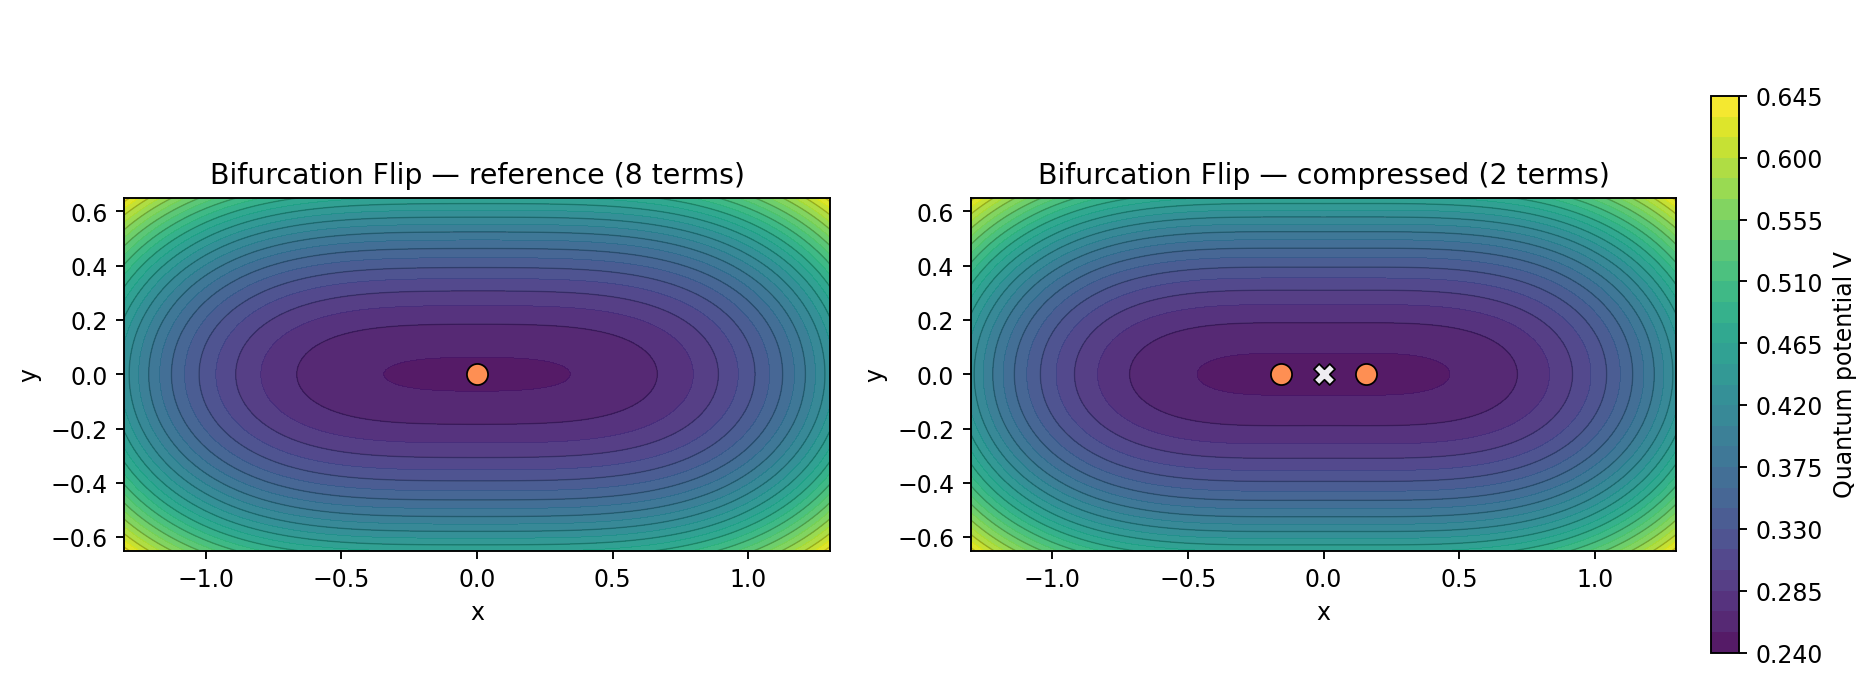 Bifurcation Flip — reference (8 terms)
y
0.6
0.4
0.2
0.0
−0.2
−0.4
−0.6
−1.0 −0.5 0.0 0.5 1.0
x
Bifurcation Flip — compressed (2 terms)
y
0.6
0.4
0.2
0.0
−0.2
−0.4
−0.6
−1.0 −0.5 0.0 0.5 1.0
x
0.645
0.600
0.555
0.510
0.465
0.420
0.375
0.330
0.285
0.240
Quantum potential V